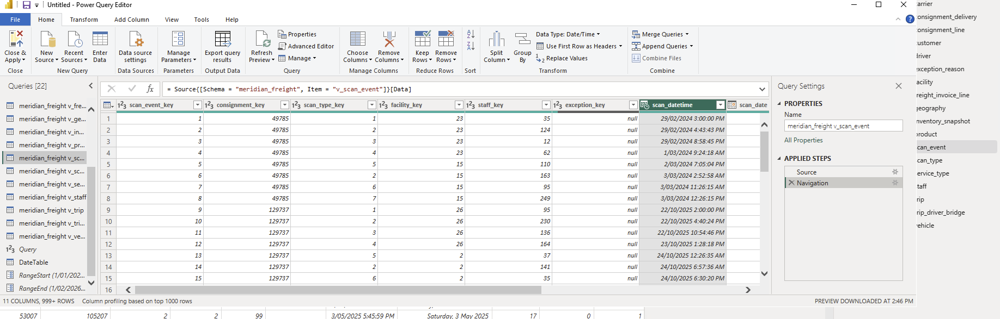 Untitled - Power Query Editor
File Home Transform Add Column View Tools Help
Close & Apply
New Source
Recent Sources
Enter Data
Data source settings
Manage Parameters
Export query results
Refresh Preview
Properties
Advanced Editor
Manage
Choose Columns
Remove Columns
Keep Rows
Remove Rows
Split Column
Group By
Data Type: Date/Time
Use First Row as Headers
Replace Values
Merge Queries
Append Queries
Combine Files
Close New Query Data Sources Parameters Output Data Query Manage Columns Reduce Rows Sort Transform Combine
Queries [22]
meridian_freight v_fre...
meridian_freight v_ge...
meridian_freight v_in...
meridian_freight v_pr...
meridian_freight v_sc...
meridian_freight v_sc...
meridian_freight v_se...
meridian_freight v_staff
meridian_freight v_trip
meridian_freight v_tri...
meridian_freight v_ve...
Query
DateTable
RangeStart (1/01/202...
RangeEnd (1/02/2026...
= Source{[Schema = "meridian_freight", Item = "v_scan_event"]}[Data]
scan_event_key consignment_key scan_type_key facility_key staff_key exception_key scan_datetime scan_date
1 1 49785 1 23 35 null 29/02/2024 3:00:00 PM
2 2 49785 2 23 124 null 29/02/2024 4:43:43 PM
3 3 49785 3 23 12 null 29/02/2024 8:58:45 PM
4 4 49785 4 23 62 null 1/03/2024 9:24:18 AM
5 5 49785 5 15 110 null 2/03/2024 7:05:04 PM
6 6 49785 2 15 163 null 3/03/2024 2:52:58 AM
7 7 49785 6 15 95 null 3/03/2024 11:26:15 AM
8 8 49785 7 15 249 null 3/03/2024 12:26:15 PM
9 9 129737 1 26 95 null 22/10/2025 2:00:00 PM
10 10 129737 2 26 230 null 22/10/2025 4:40:24 PM
11 11 129737 3 26 136 null 22/10/2025 10:54:46 PM
12 12 129737 4 26 164 null 23/10/2025 1:28:18 PM
13 13 129737 5 2 37 null 24/10/2025 12:26:35 AM
14 14 129737 2 2 141 null 24/10/2025 6:57:36 AM
15 15 129737 6 2 35 null 24/10/2025 6:30:20 PM
16
Query Settings
PROPERTIES
Name
meridian_freight v_scan_event
All Properties
APPLIED STEPS
Source
Navigation
11 COLUMNS, 999+ ROWS Column profiling based on top 1000 rows
PREVIEW DOWNLOADED AT 2:46 PM
53007 105207 2 2 99 3/05/2025 5:45:59 PM Saturday, 3 May 2025 17 0 1
arrier
onsignment_delivery
onsignment_line
ustomer
driver
exception_reason
acility
reight_invoice_line
geography
nventory_snapshot
product
can_event
can_type
ervice_type
taff
rip
rip_driver_bridge
vehicle